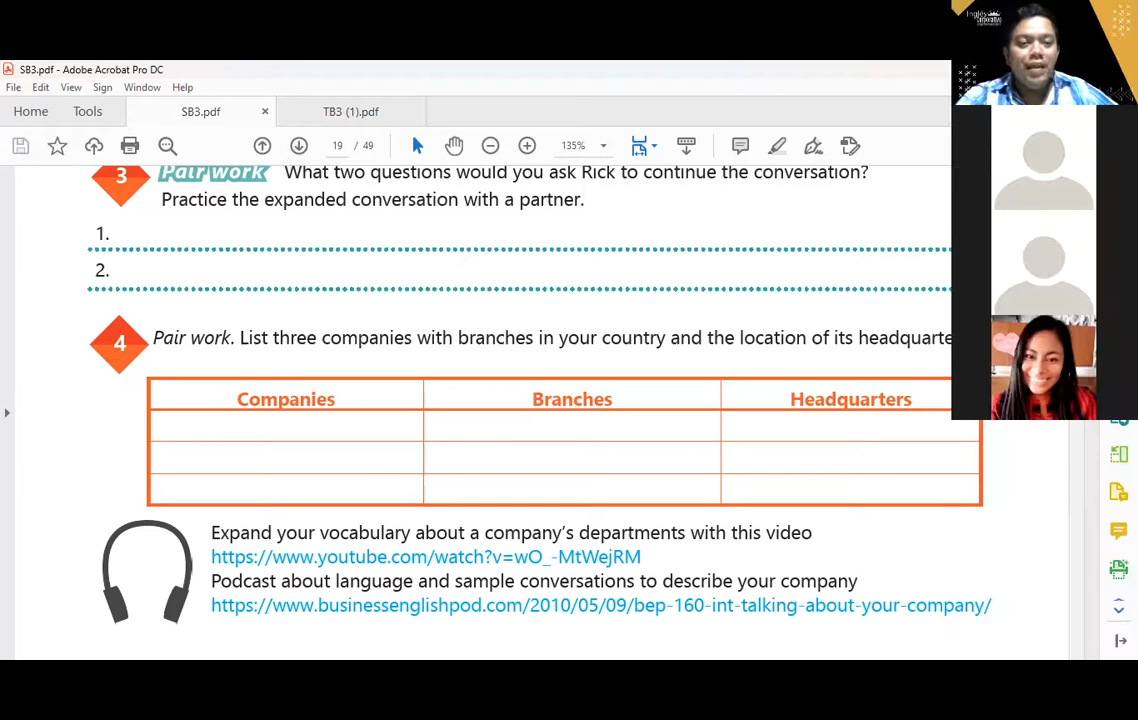 SB3.pdf - Adobe Acrobat Pro DC
File Edit View Sign Window Help
Home Tools SB3.pdf × TB3 (1).pdf
19 / 49 135%
3 Pair work What two questions would you ask Rick to continue the conversation?
Practice the expanded conversation with a partner.
1.
2.
4 Pair work. List three companies with branches in your country and the location of its headquarte
Companies Branches Headquarters
Expand your vocabulary about a company's departments with this video
https://www.youtube.com/watch?v=wO_-MtWejRM
Podcast about language and sample conversations to describe your company
https://www.businessenglishpod.com/2010/05/09/bep-160-int-talking-about-your-company/
Inglés
Corporativo